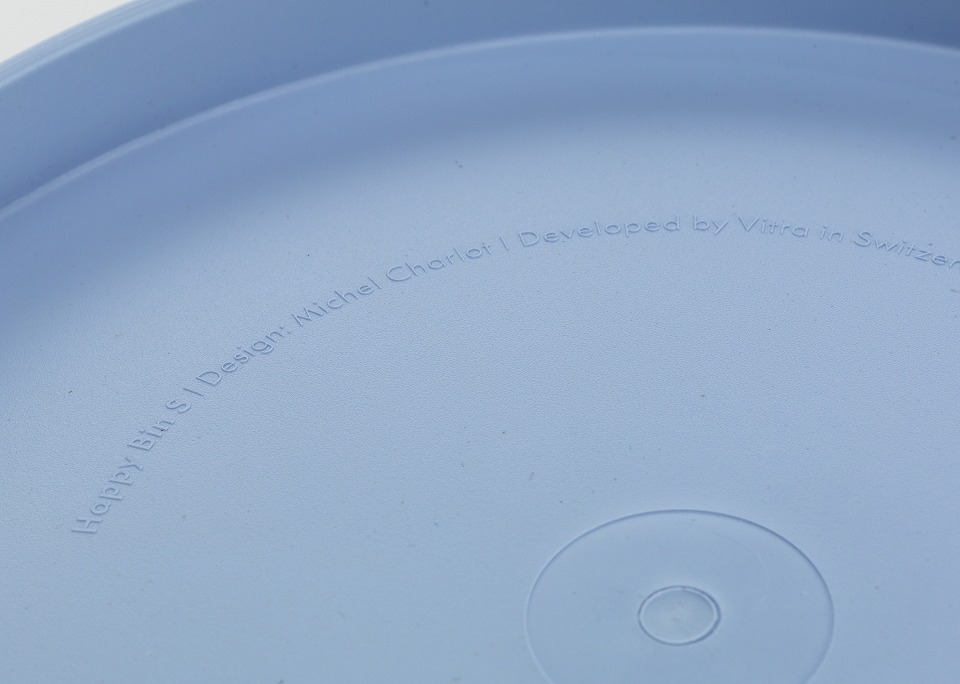 Happy Bin S | Design: Michel Charlot | Developed by Vitra in Switzer